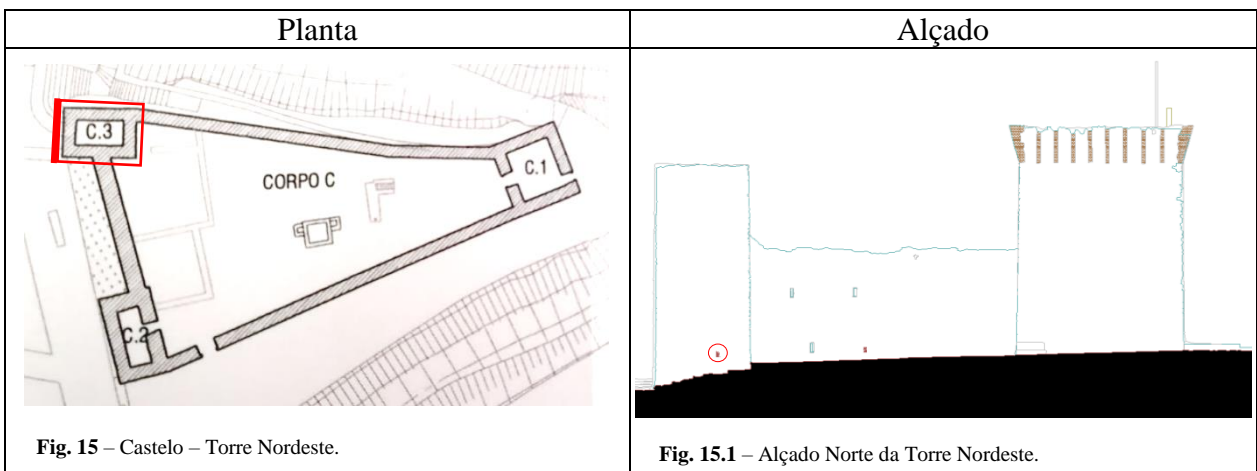 Planta
Alçado
C.3
CORPO C
C.1
C.2
Fig. 15 – Castelo – Torre Nordeste.
Fig. 15.1 – Alçado Norte da Torre Nordeste.